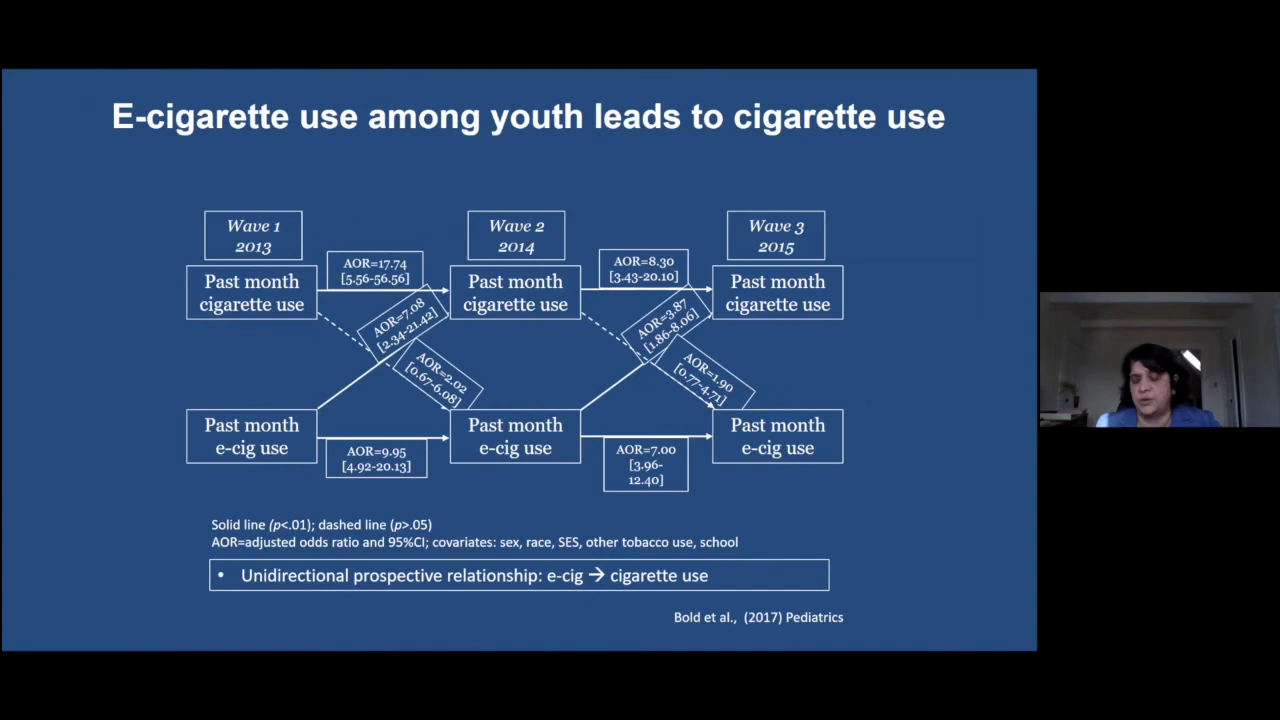 E-cigarette use among youth leads to cigarette use
Wave 1
2013
Wave 2
2014
Wave 3
2015
AOR=17.74
[5.56-56.56]
AOR=8.30
[3.43-20.10]
Past month
cigarette use
Past month
cigarette use
Past month
cigarette use
AOR=7.08
[2.34-21.42]
AOR=2.02
[0.67-6.08]
AOR=3.87
[1.86-8.06]
AOR=1.90
[0.77-4.71]
Past month
e-cig use
Past month
e-cig use
Past month
e-cig use
AOR=9.95
[4.92-20.13]
AOR=7.00
[3.96-
12.40]
Solid line (p<.01); dashed line (p>.05)
AOR=adjusted odds ratio and 95%CI; covariates: sex, race, SES, other tobacco use, school
• Unidirectional prospective relationship: e-cig → cigarette use
Bold et al., (2017) Pediatrics